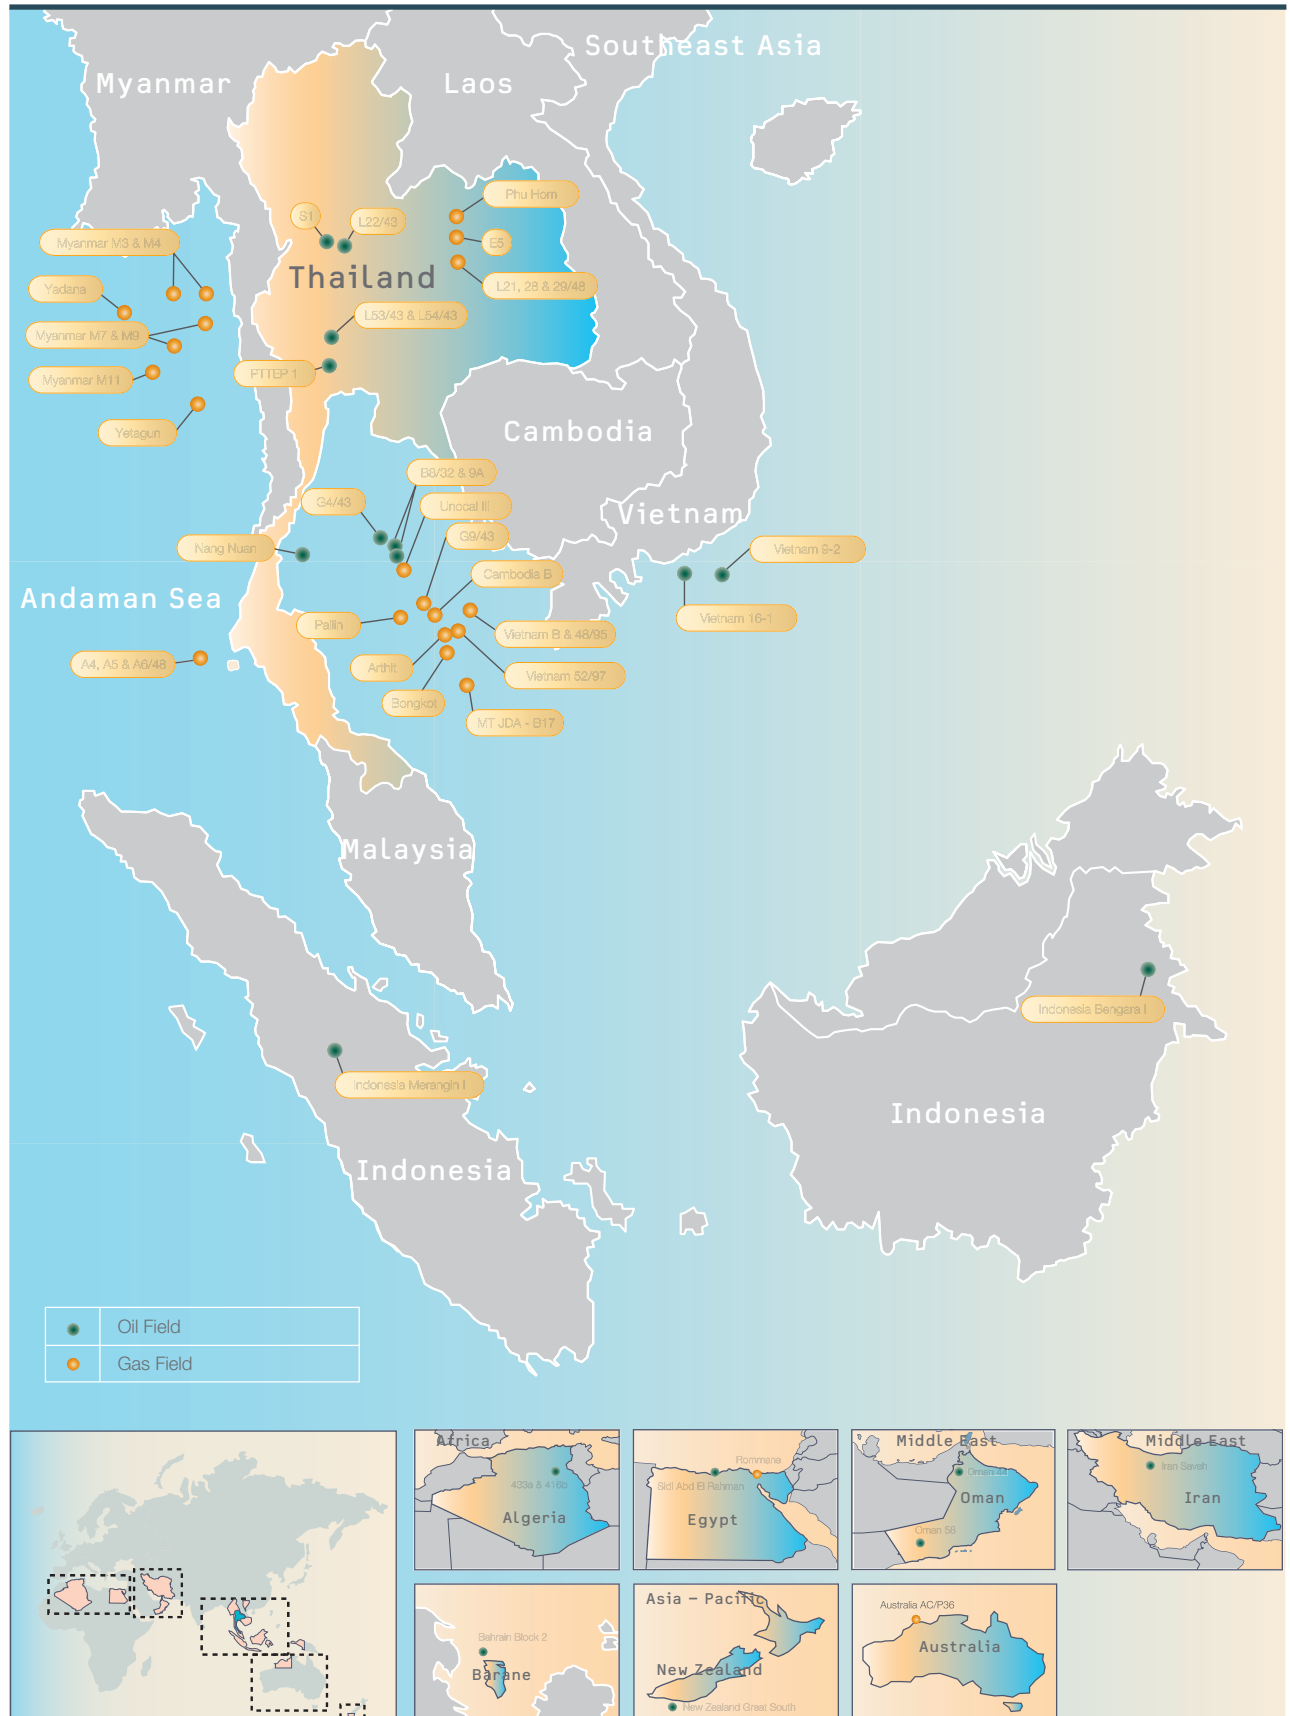 Southeast Asia
Myanmar
Laos
Phu Horn
S1
L22/43
Myanmar M3 & M4
E5
Thailand
Yadana
L21, 28 & 29/48
L53/43 & L54/43
Myanmar M7 & M9
PTTEP 1
Myanmar M11
Yetagun
Cambodia
B8/32 & 9A
G4/43
Unocal III
Vietnam
G9/43
Nang Nuan
Vietnam 9-2
Cambodia B
Andaman Sea
Pailin
Vietnam 16-1
Vietnam B & 48/95
A4, A5 & A6/48
Arthit
Vietnam 52/97
Bongkot
MT JDA - B17
Malaysia
Indonesia Bengara I
Indonesia Merangin I
Indonesia
Indonesia
Oil Field
Gas Field
Africa
433a & 416b
Algeria
Rommana
Sidi Abd El Rahman
Egypt
Middle East
Oman 44
Oman
Oman 58
Middle East
Iran Saveh
Iran
Bahrain Block 2
Barane
Asia – Pacific
New Zealand
New Zealand Great South
Australia AC/P36
Australia